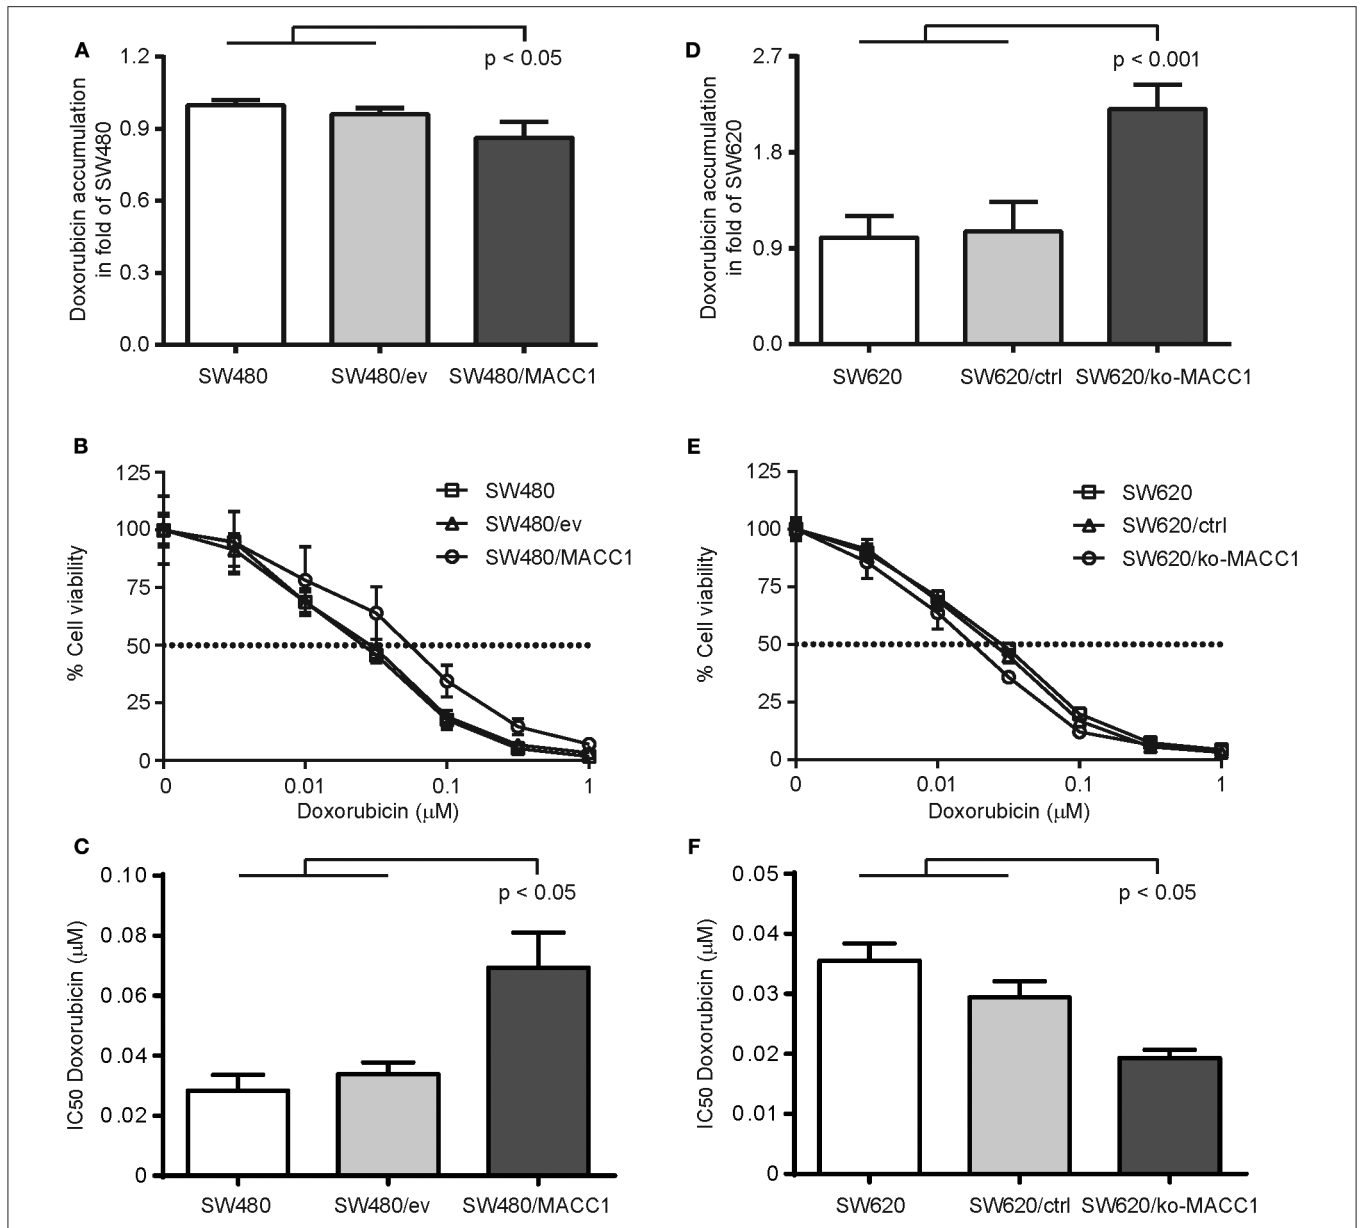 A
p < 0.05
Doxorubicin accumulation
in fold of SW480
1.2
0.9
0.6
0.3
0.0
SW480 SW480/ev SW480/MACC1
D
p < 0.001
Doxorubicin accumulation
in fold of SW620
2.7
1.8
0.9
0.0
SW620 SW620/ctrl SW620/ko-MACC1
B
% Cell viability
125
100
75
50
25
0
SW480
SW480/ev
SW480/MACC1
0 0.01 0.1 1
Doxorubicin (μM)
E
% Cell viability
125
100
75
50
25
0
SW620
SW620/ctrl
SW620/ko-MACC1
0 0.01 0.1 1
Doxorubicin (μM)
C
p < 0.05
IC50 Doxorubicin (μM)
0.10
0.08
0.06
0.04
0.02
0
SW480 SW480/ev SW480/MACC1
F
p < 0.05
IC50 Doxorubicin (μM)
0.05
0.04
0.03
0.02
0.01
0
SW620 SW620/ctrl SW620/ko-MACC1